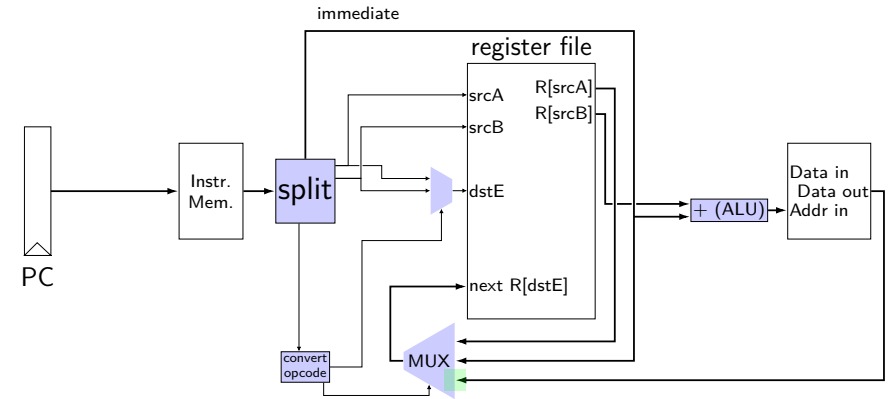 immediate
register file
srcA
R[srcA]
R[srcB]
srcB
Instr.
Mem.
split
dstE
Data in
Data out
Addr in
+ (ALU)
PC
next R[dstE]
convert
opcode
MUX